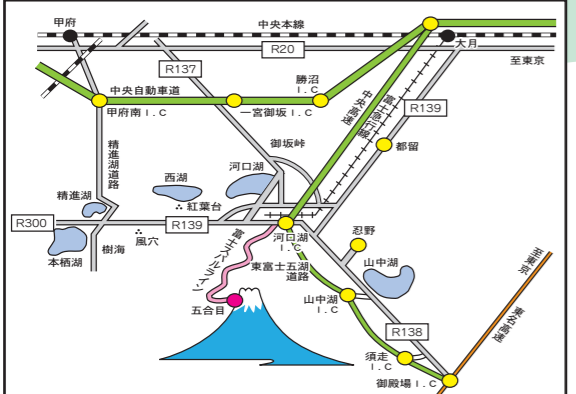 甲府
中央本線
R20
大月
至東京
R137
勝沼
I.C
中央自動車道
甲府南I.C
一宮御坂I.C
中央高速
富士急行線
R139
都留
御坂峠
精進湖道路
西湖
河口湖
精進湖
紅葉台
R300
R139
風穴
樹海
本栖湖
河口湖
I.C
忍野
富士スバルライン
東富士五湖
道路
山中湖
五合目
山中湖
I.C
R138
須走
I.C
御殿場I.C
至東京
東名高速